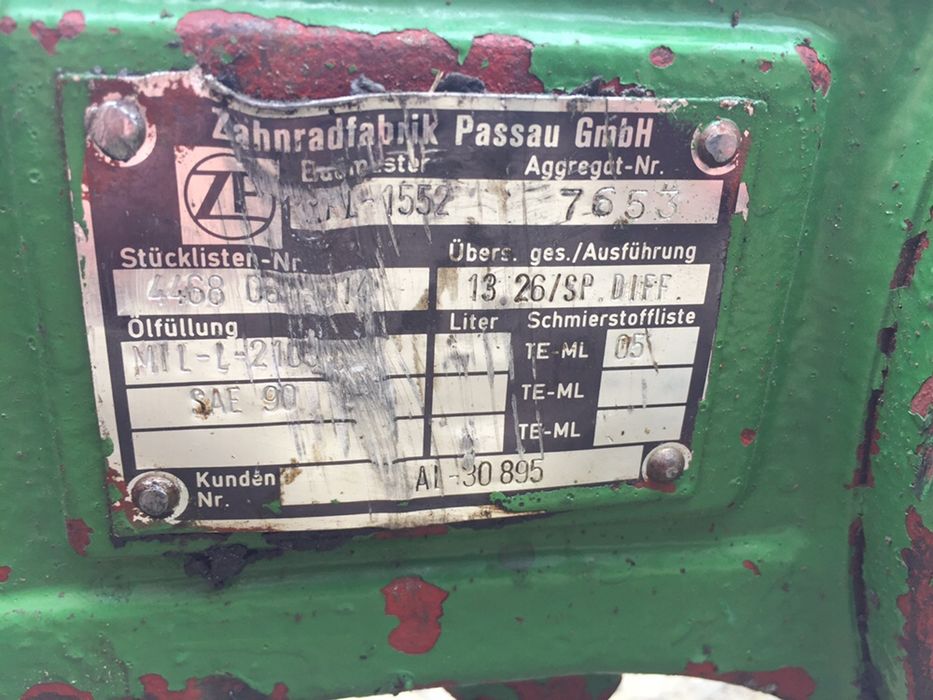 Zahnradfabrik Passau GmbH
Baumuster Aggregat-Nr.
ZF -1552 7653
Stücklisten-Nr. Übers. ges./Ausführung
4468 13.26/SP.DIFF.
Ölfüllung Liter Schmierstoffliste
TE-ML 05
SAE 90 TE-ML
TE-ML
Kunden AL-30 895
Nr.